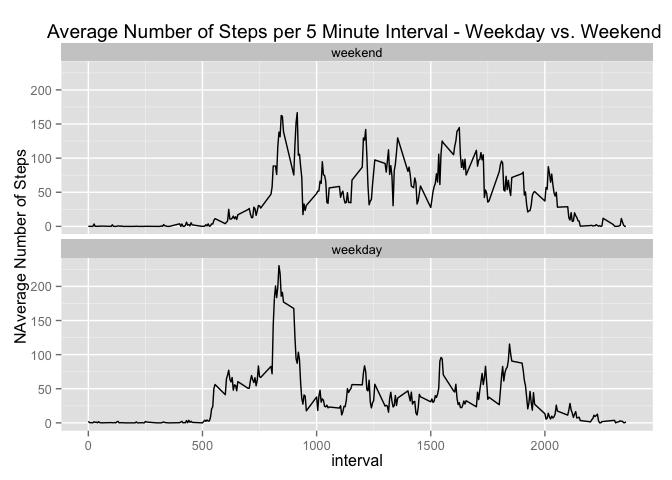 Average Number of Steps per 5 Minute Interval - Weekday vs. Weekend
weekend
200
150
100
50
0
weekday
200
150
100
50
0
NAverage Number of Steps
0 500 1000 1500 2000
interval